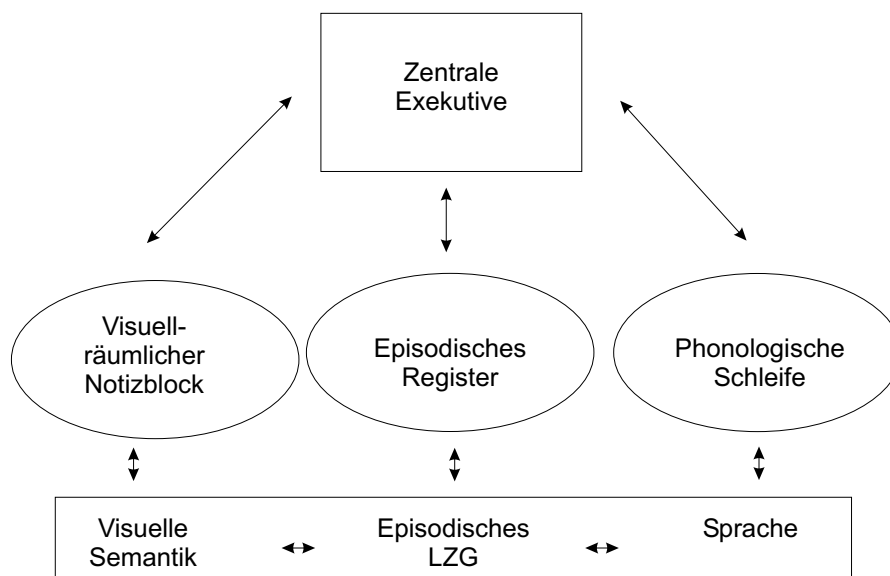 Zentrale
Exekutive
Visuell-
räumlicher
Notizblock
Episodisches
Register
Phonologische
Schleife
Visuelle
Semantik
Episodisches
LZG
Sprache